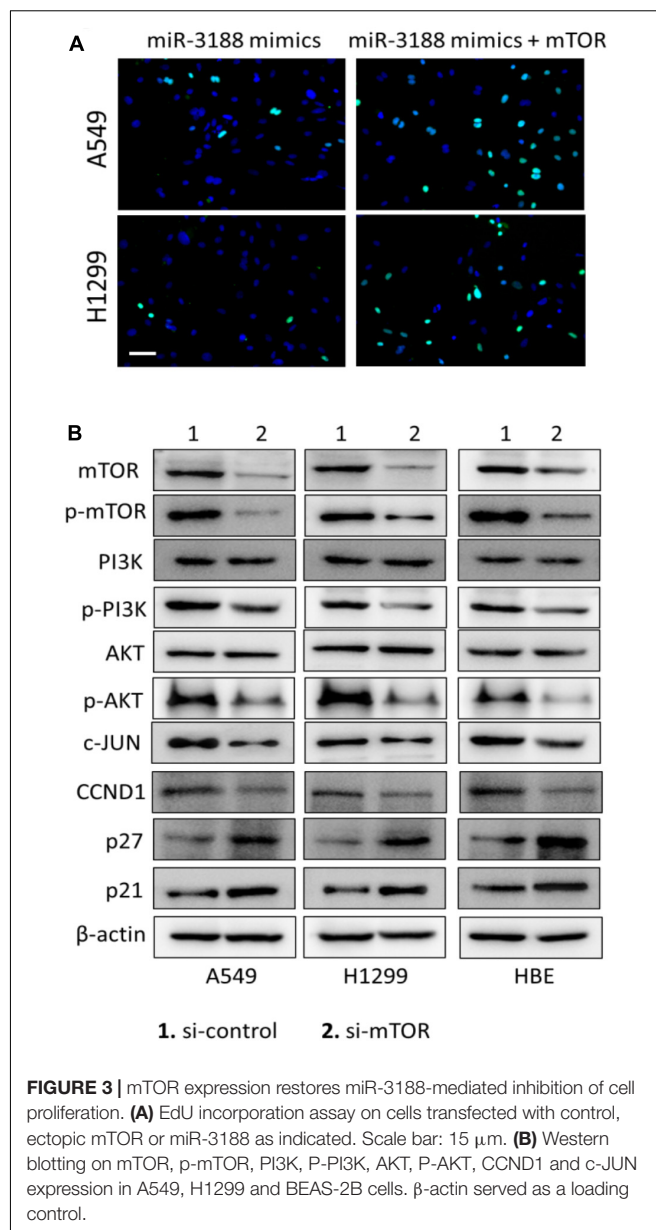 A
miR-3188 mimics
miR-3188 mimics + mTOR
A549
H1299
B
1 2 1 2 1 2
mTOR
p-mTOR
PI3K
p-PI3K
AKT
p-AKT
c-JUN
CCND1
p27
p21
β-actin
A549 H1299 HBE
1. si-control 2. si-mTOR
FIGURE 3 | mTOR expression restores miR-3188-mediated inhibition of cell
proliferation. (A) EdU incorporation assay on cells transfected with control,
ectopic mTOR or miR-3188 as indicated. Scale bar: 15 μm. (B) Western
blotting on mTOR, p-mTOR, PI3K, P-PI3K, AKT, P-AKT, CCND1 and c-JUN
expression in A549, H1299 and BEAS-2B cells. β-actin served as a loading
control.